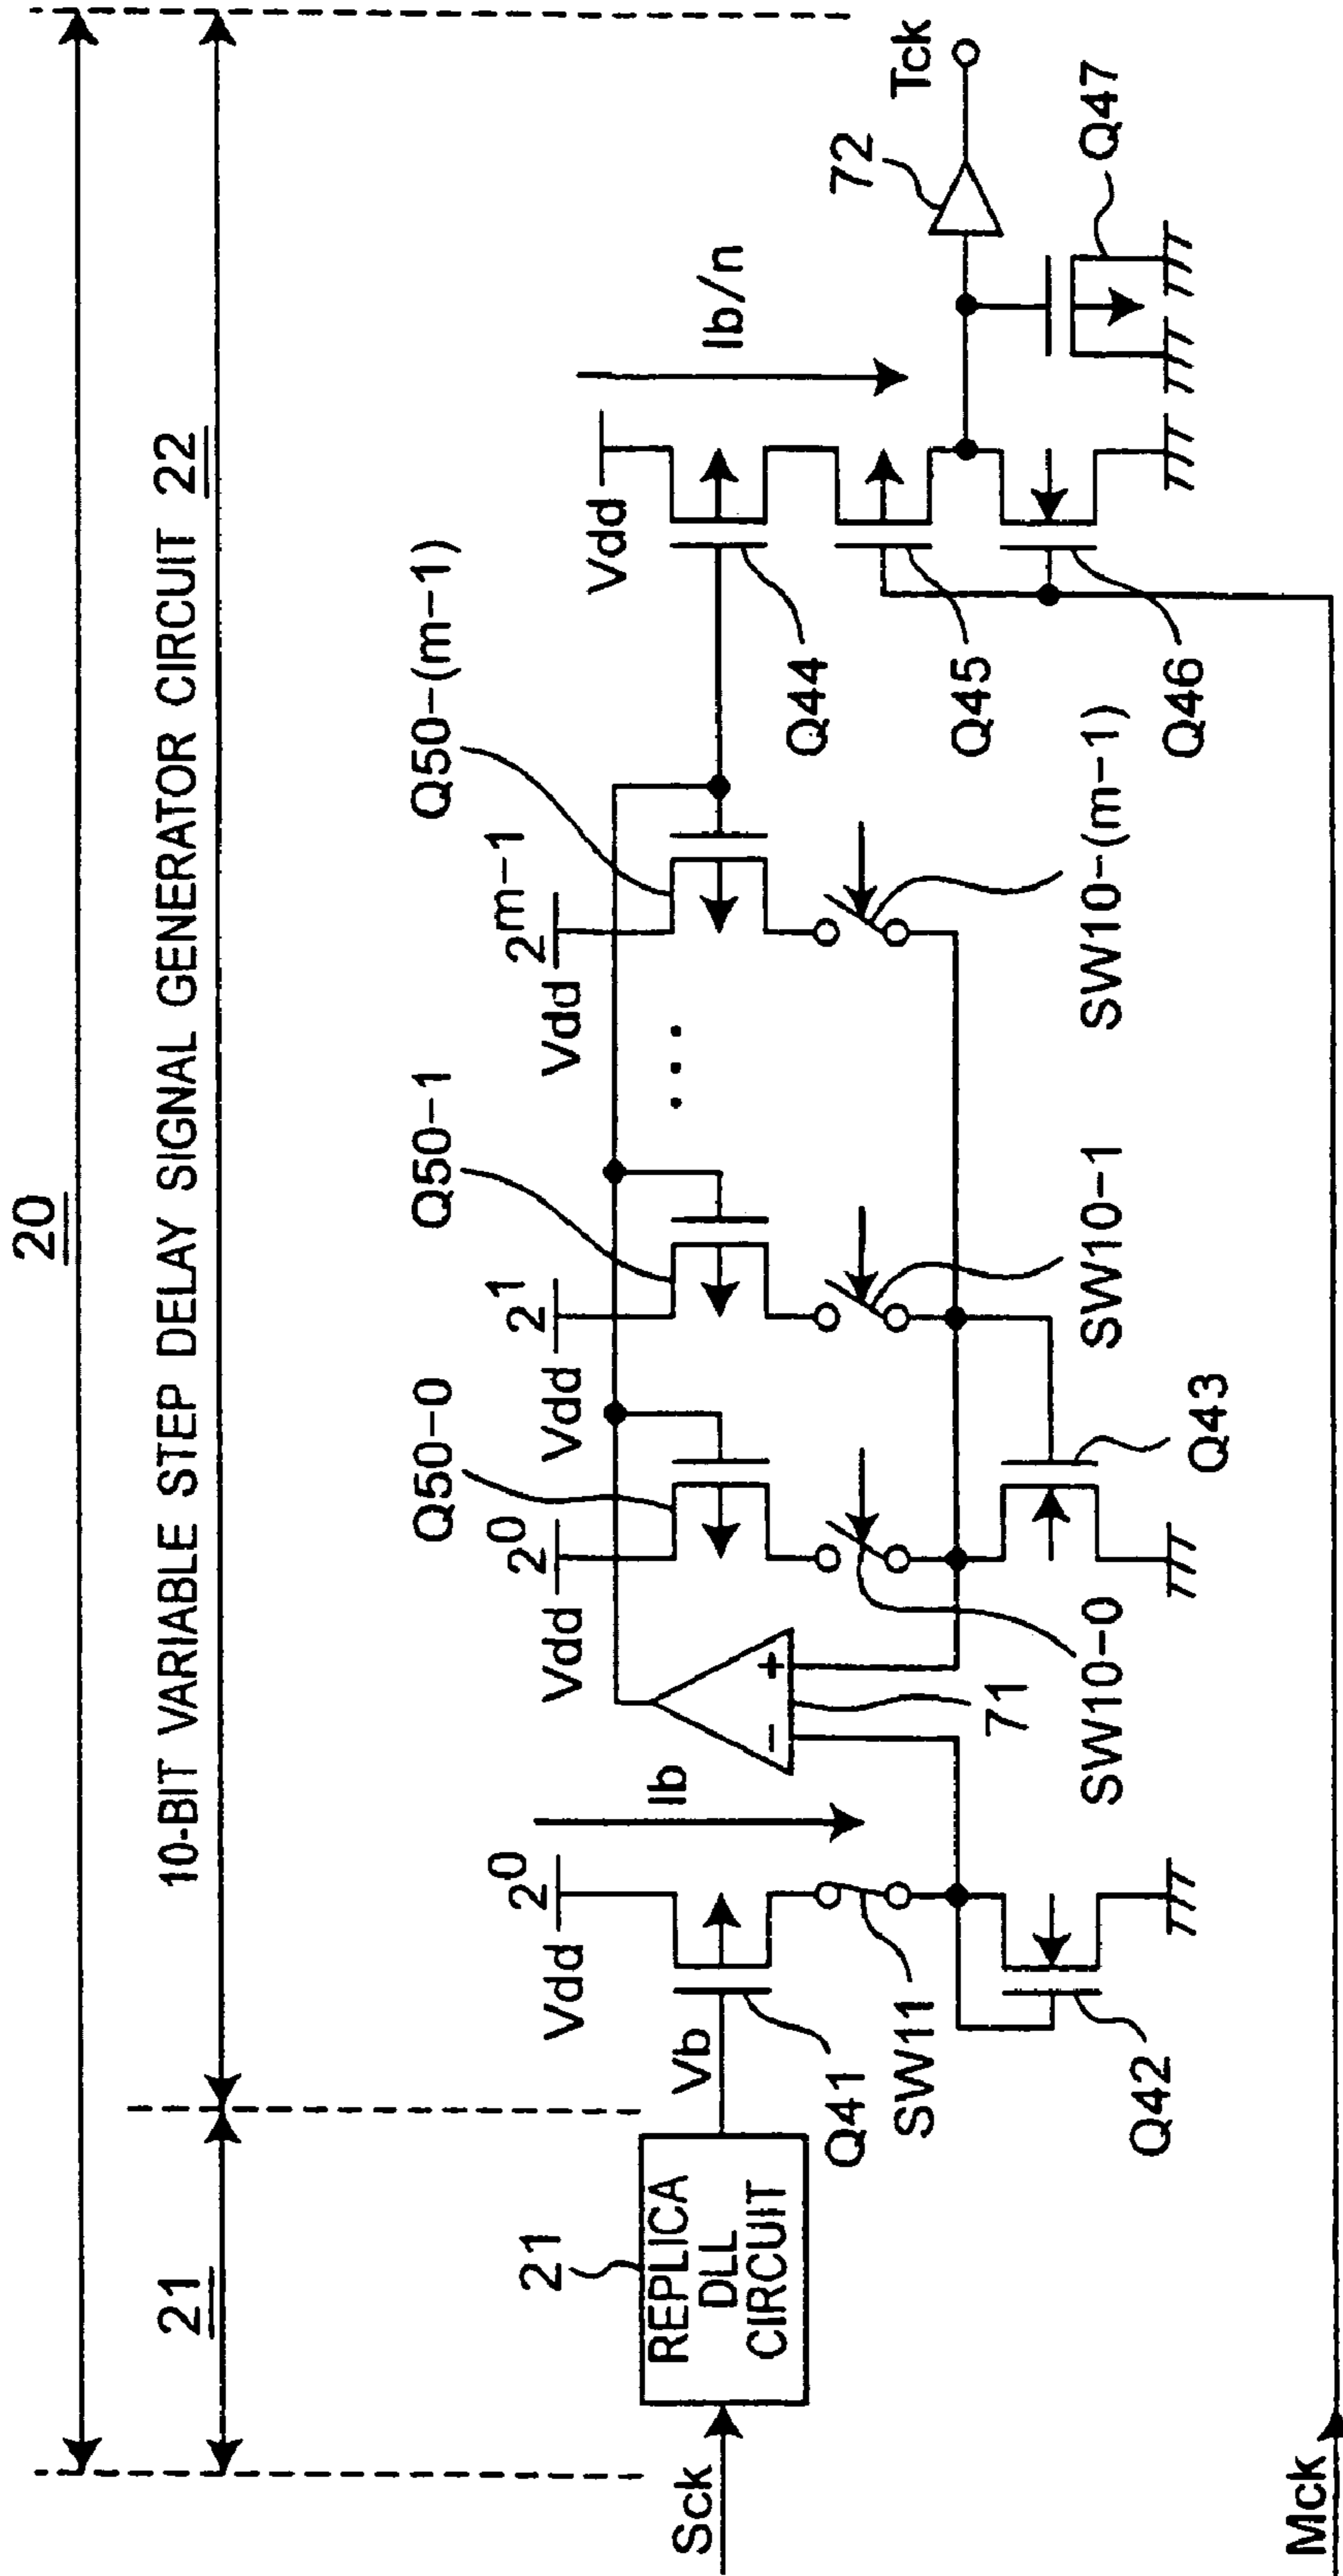 20
21
10-BIT VARIABLE STEP DELAY SIGNAL GENERATOR CIRCUIT 22
Sck
21
REPLICA
DLL
CIRCUIT
Vb
Vdd
2^0
Ib
Q41
SW11
Q42
71
-
+
Q50-0
Vdd
2^0
SW10-0
Q43
Q50-1
Vdd
2^1
SW10-1
...
Q50-(m-1)
Vdd
2^m-1
SW10-(m-1)
Vdd
Ib/n
Q44
Q45
Q46
72
Tck
Q47
Mck